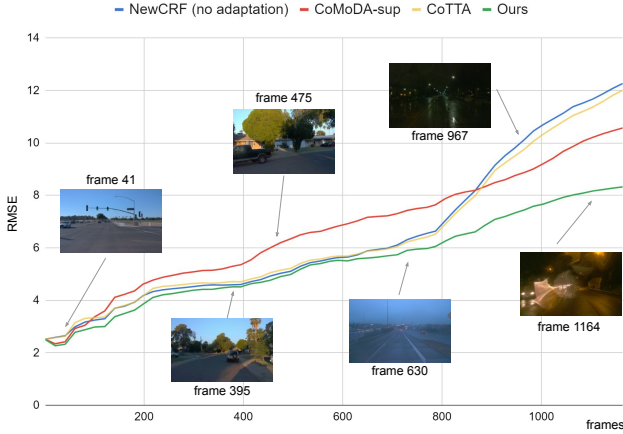 NewCRF (no adaptation) CoMoDA-sup CoTTA Ours
14
12
10
8
6
4
2
0
RMSE
frame 41
frame 475
frame 967
frame 395
frame 630
frame 1164
200 400 600 800 1000
frames